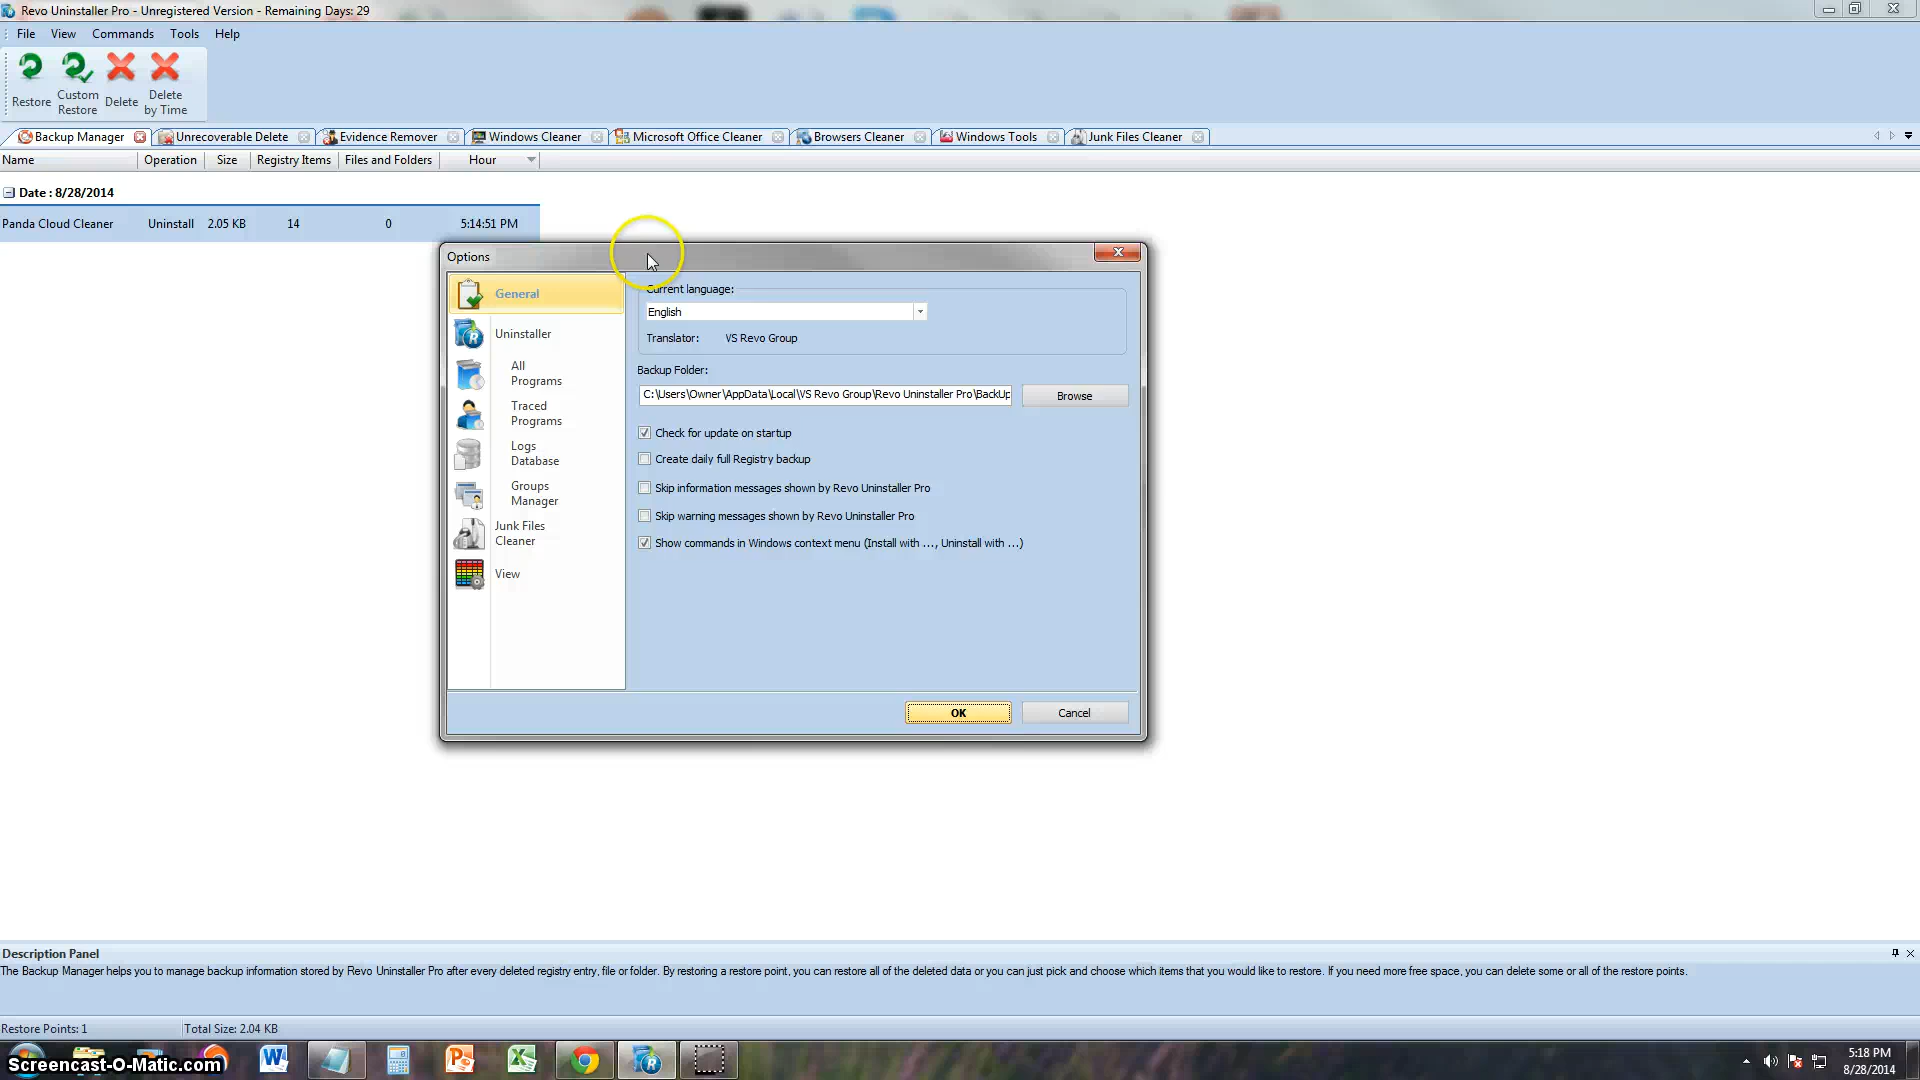 Revo Uninstaller Pro - Unregistered Version - Remaining Days: 29
File View Commands Tools Help
Restore
Custom Restore
Delete
Delete by Time
Backup Manager
Unrecoverable Delete
Evidence Remover
Windows Cleaner
Microsoft Office Cleaner
Browsers Cleaner
Windows Tools
Junk Files Cleaner
Name Operation Size Registry Items Files and Folders Hour
Date : 8/28/2014
Panda Cloud Cleaner Uninstall 2.05 KB 14 0 5:14:51 PM
Options
General
Uninstaller
All
Programs
Traced
Programs
Logs
Database
Groups
Manager
Junk Files
Cleaner
View
Current language:
English
Translator: VS Revo Group
Backup Folder:
C:\Users\Owner\AppData\Local\VS Revo Group\Revo Uninstaller Pro\BackUp
Browse
Check for update on startup
Create daily full Registry backup
Skip information messages shown by Revo Uninstaller Pro
Skip warning messages shown by Revo Uninstaller Pro
Show commands in Windows context menu (Install with ..., Uninstall with ...)
OK
Cancel
Description Panel
The Backup Manager helps you to manage backup information stored by Revo Uninstaller Pro after every deleted registry entry, file or folder. By restoring a restore point, you can restore all of the deleted data or you can just pick and choose which items that you would like to restore. If you need more free space, you can delete some or all of the restore points.
Restore Points: 1 Total Size: 2.04 KB
Screencast-O-Matic.com
5:18 PM
8/28/2014